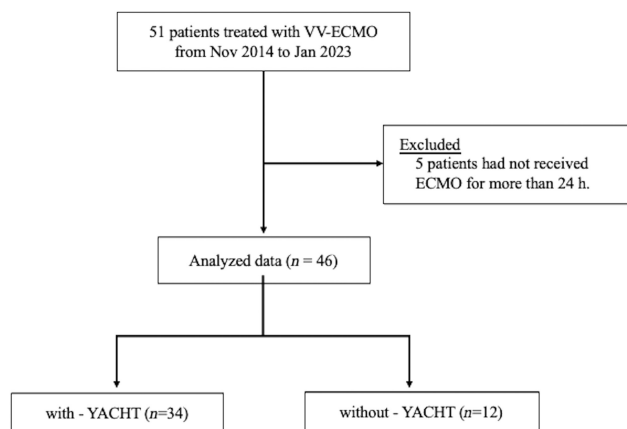 51 patients treated with VV-ECMO
from Nov 2014 to Jan 2023
Excluded
5 patients had not received
ECMO for more than 24 h.
Analyzed data (n = 46)
with - YACHT (n=34)
without - YACHT (n=12)